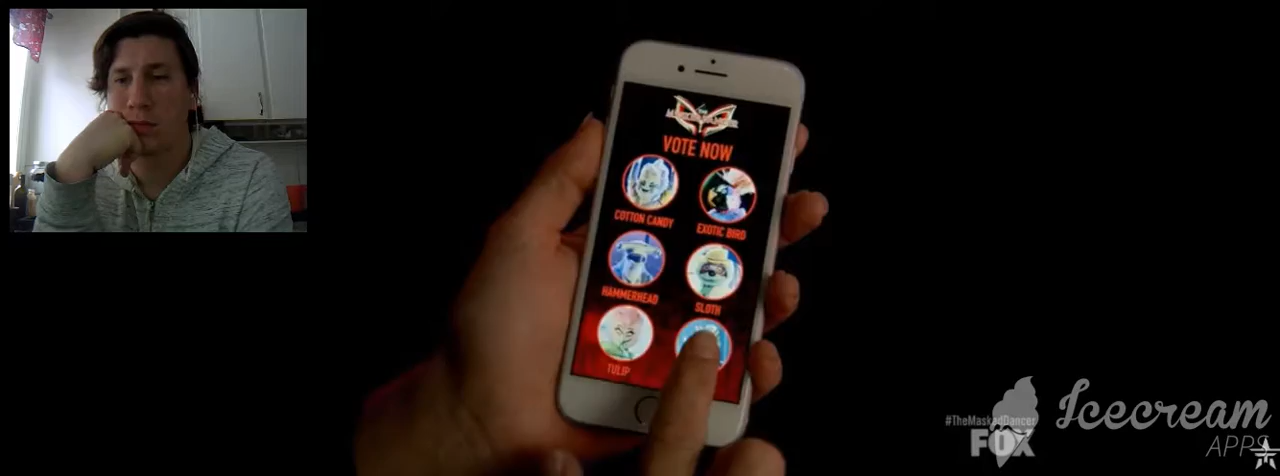 VOTE NOW
COTTON CANDY
EXOTIC BIRD
HAMMERHEAD
SLOTH
TULIP
#TheMaskedDancer
FOX
Icecream
APPS